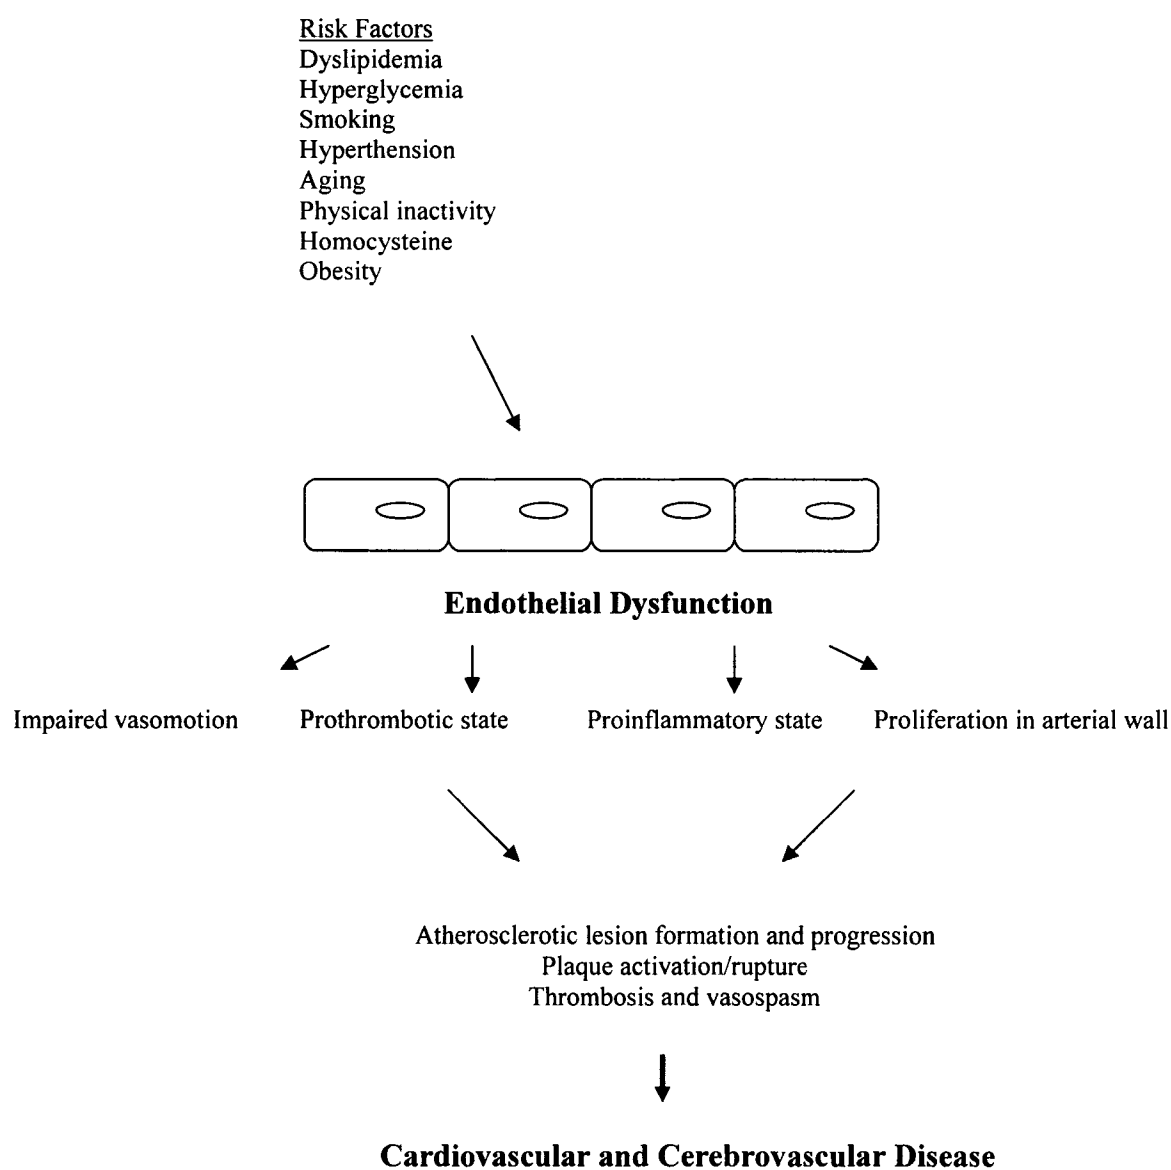 Risk Factors
Dyslipidemia
Hyperglycemia
Smoking
Hyperthension
Aging
Physical inactivity
Homocysteine
Obesity
Endothelial Dysfunction
Impaired vasomotion Prothrombotic state Proinflammatory state Proliferation in arterial wall
Atherosclerotic lesion formation and progression
Plaque activation/rupture
Thrombosis and vasospasm
Cardiovascular and Cerebrovascular Disease